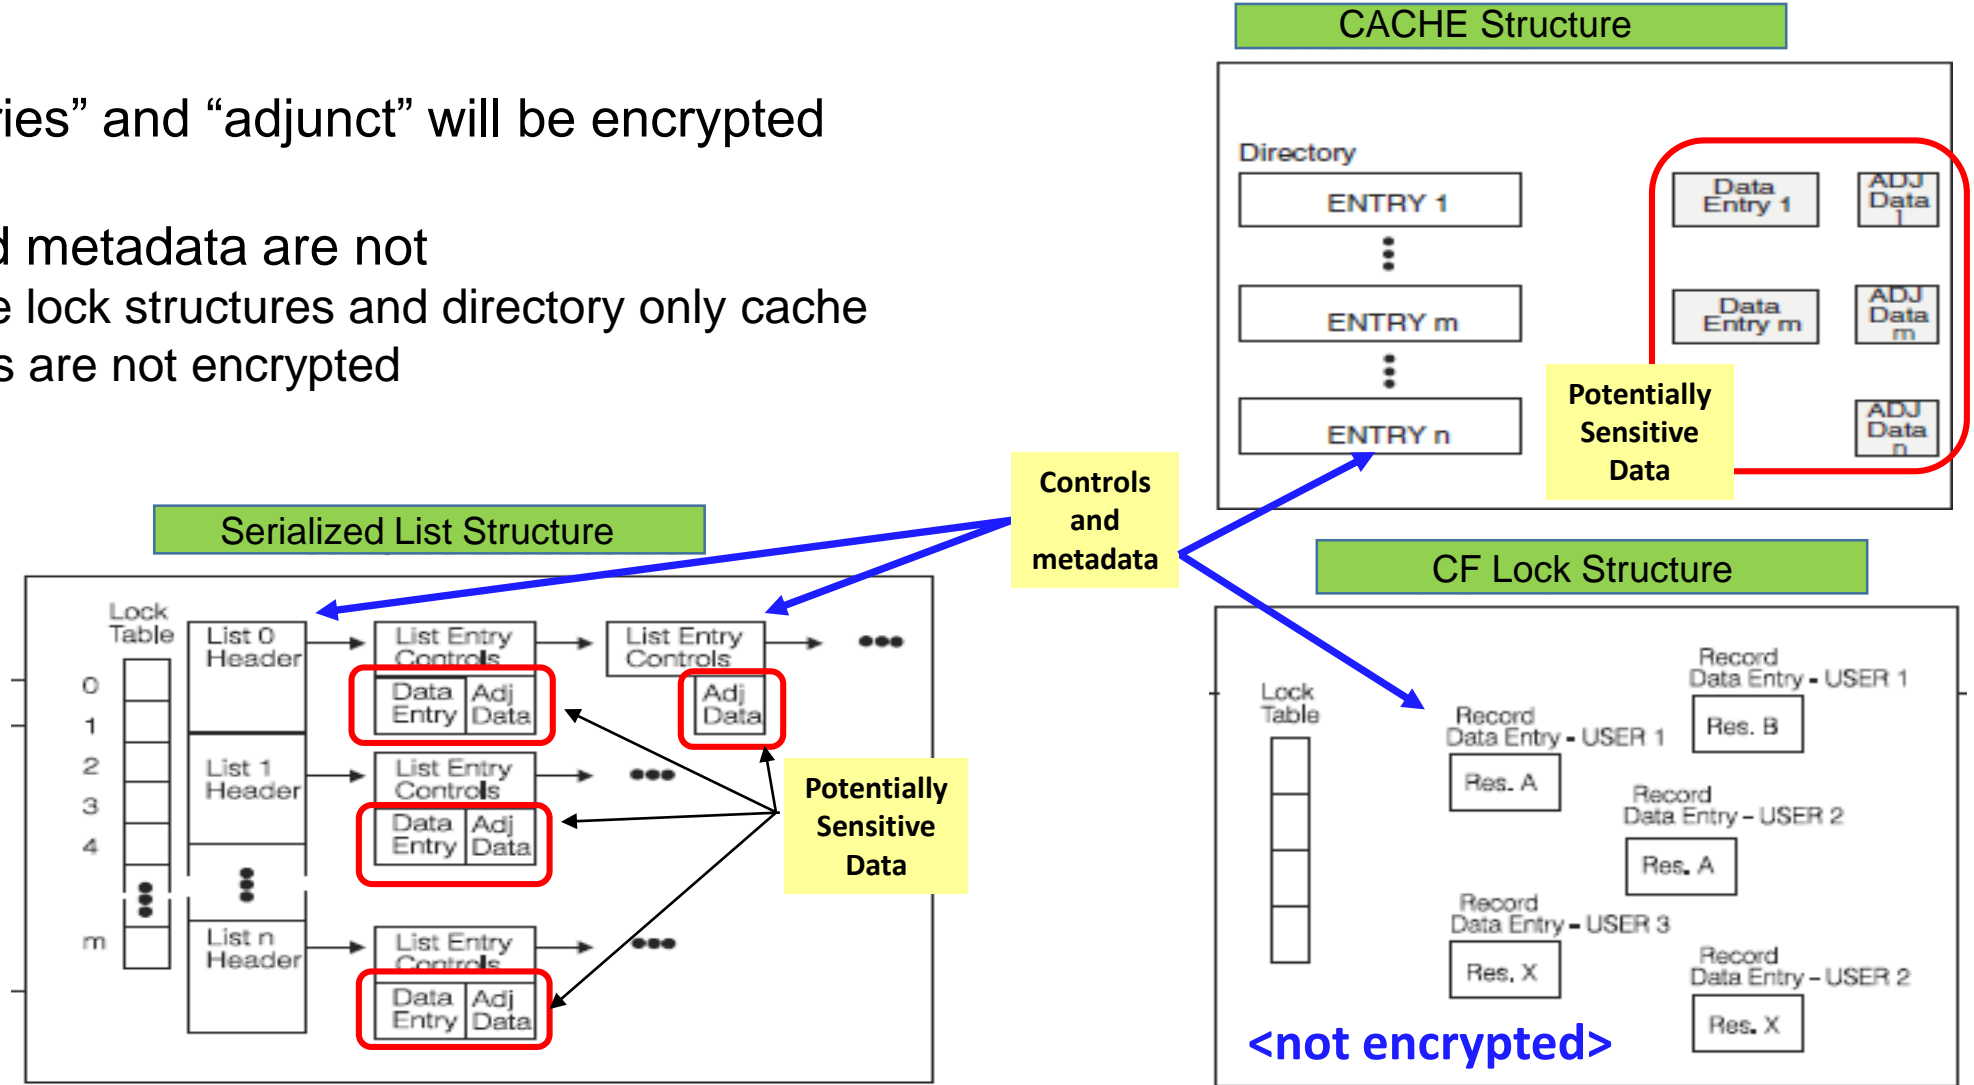 ries” and “adjunct” will be encrypted
d metadata are not
e lock structures and directory only cache
s are not encrypted
CACHE Structure
Directory
ENTRY 1
Data
Entry 1
ADJ
Data
1
ENTRY m
Data
Entry m
ADJ
Data
m
ENTRY n
ADJ
Data
n
Potentially
Sensitive
Data
Controls
and
metadata
Serialized List Structure
Lock
Table
0
1
2
3
4
m
List 0
Header
List Entry
Controls
Data
Entry
Adj
Data
List Entry
Controls
Adj
Data
List 1
Header
List Entry
Controls
Data
Entry
Adj
Data
List n
Header
List Entry
Controls
Data
Entry
Adj
Data
Potentially
Sensitive
Data
CF Lock Structure
Lock
Table
Record
Data Entry - USER 1
Res. B
Record
Data Entry - USER 1
Res. A
Record
Data Entry - USER 2
Res. A
Record
Data Entry - USER 3
Res. X
Record
Data Entry - USER 2
Res. X
<not encrypted>